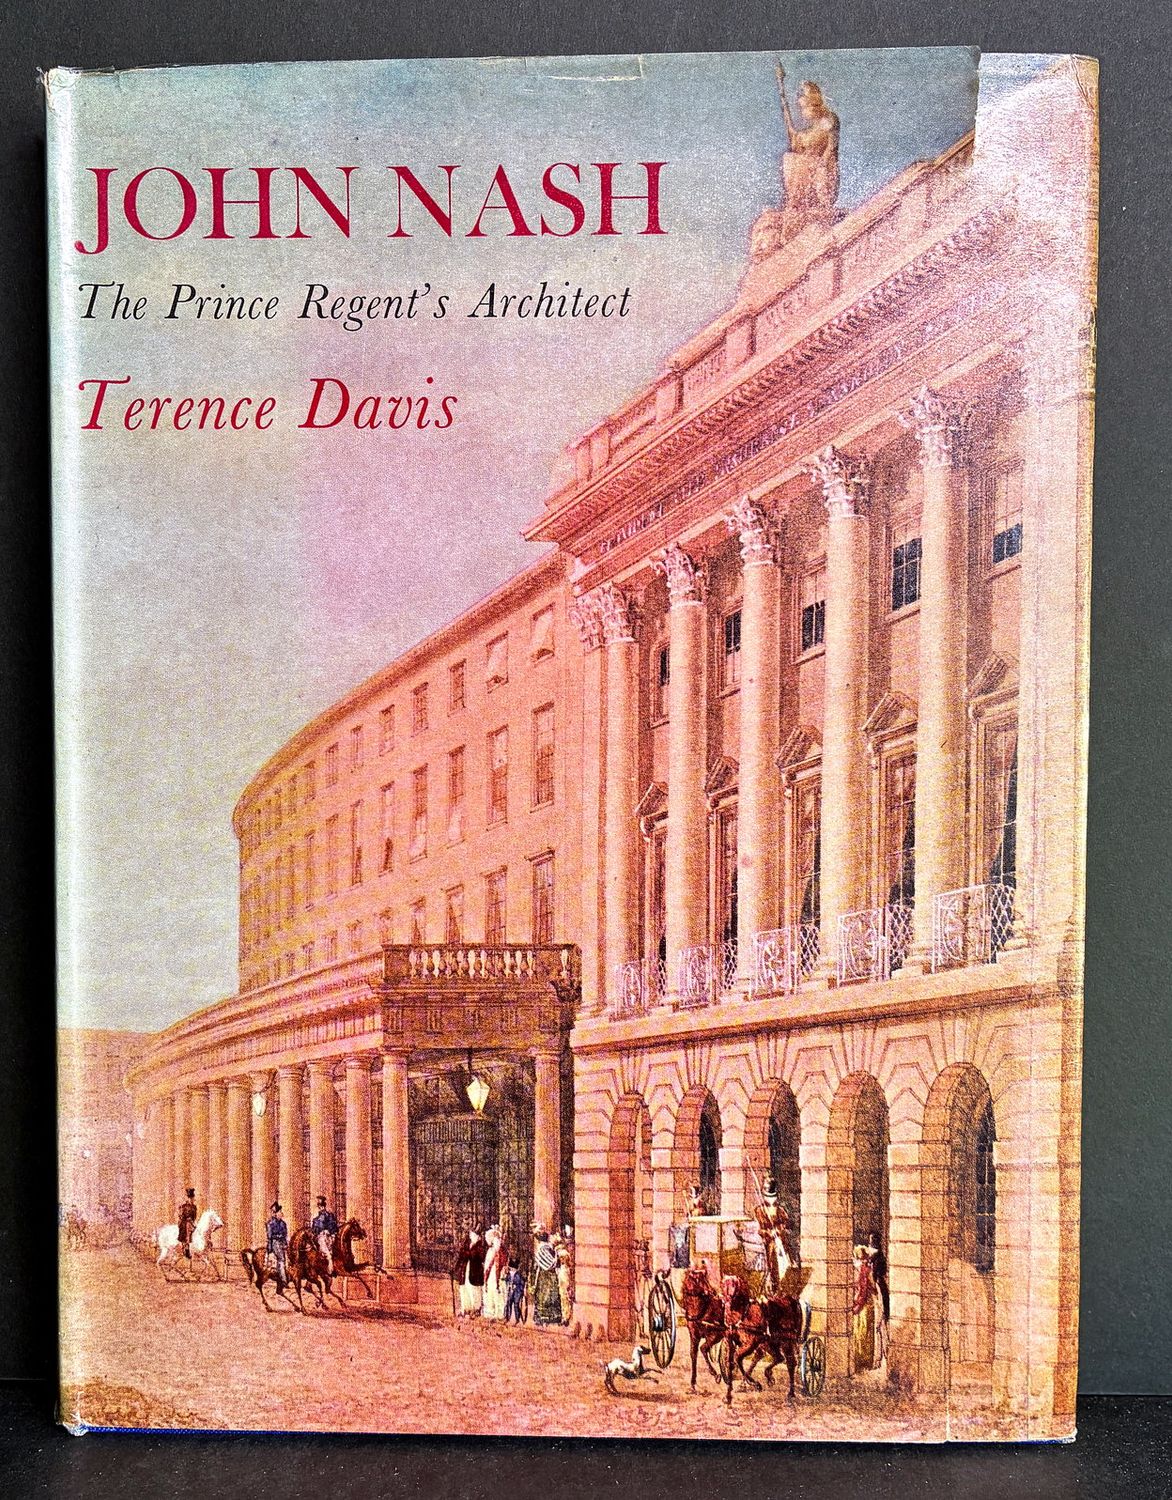 JOHN NASH
The Prince Regent's Architect
Terence Davis